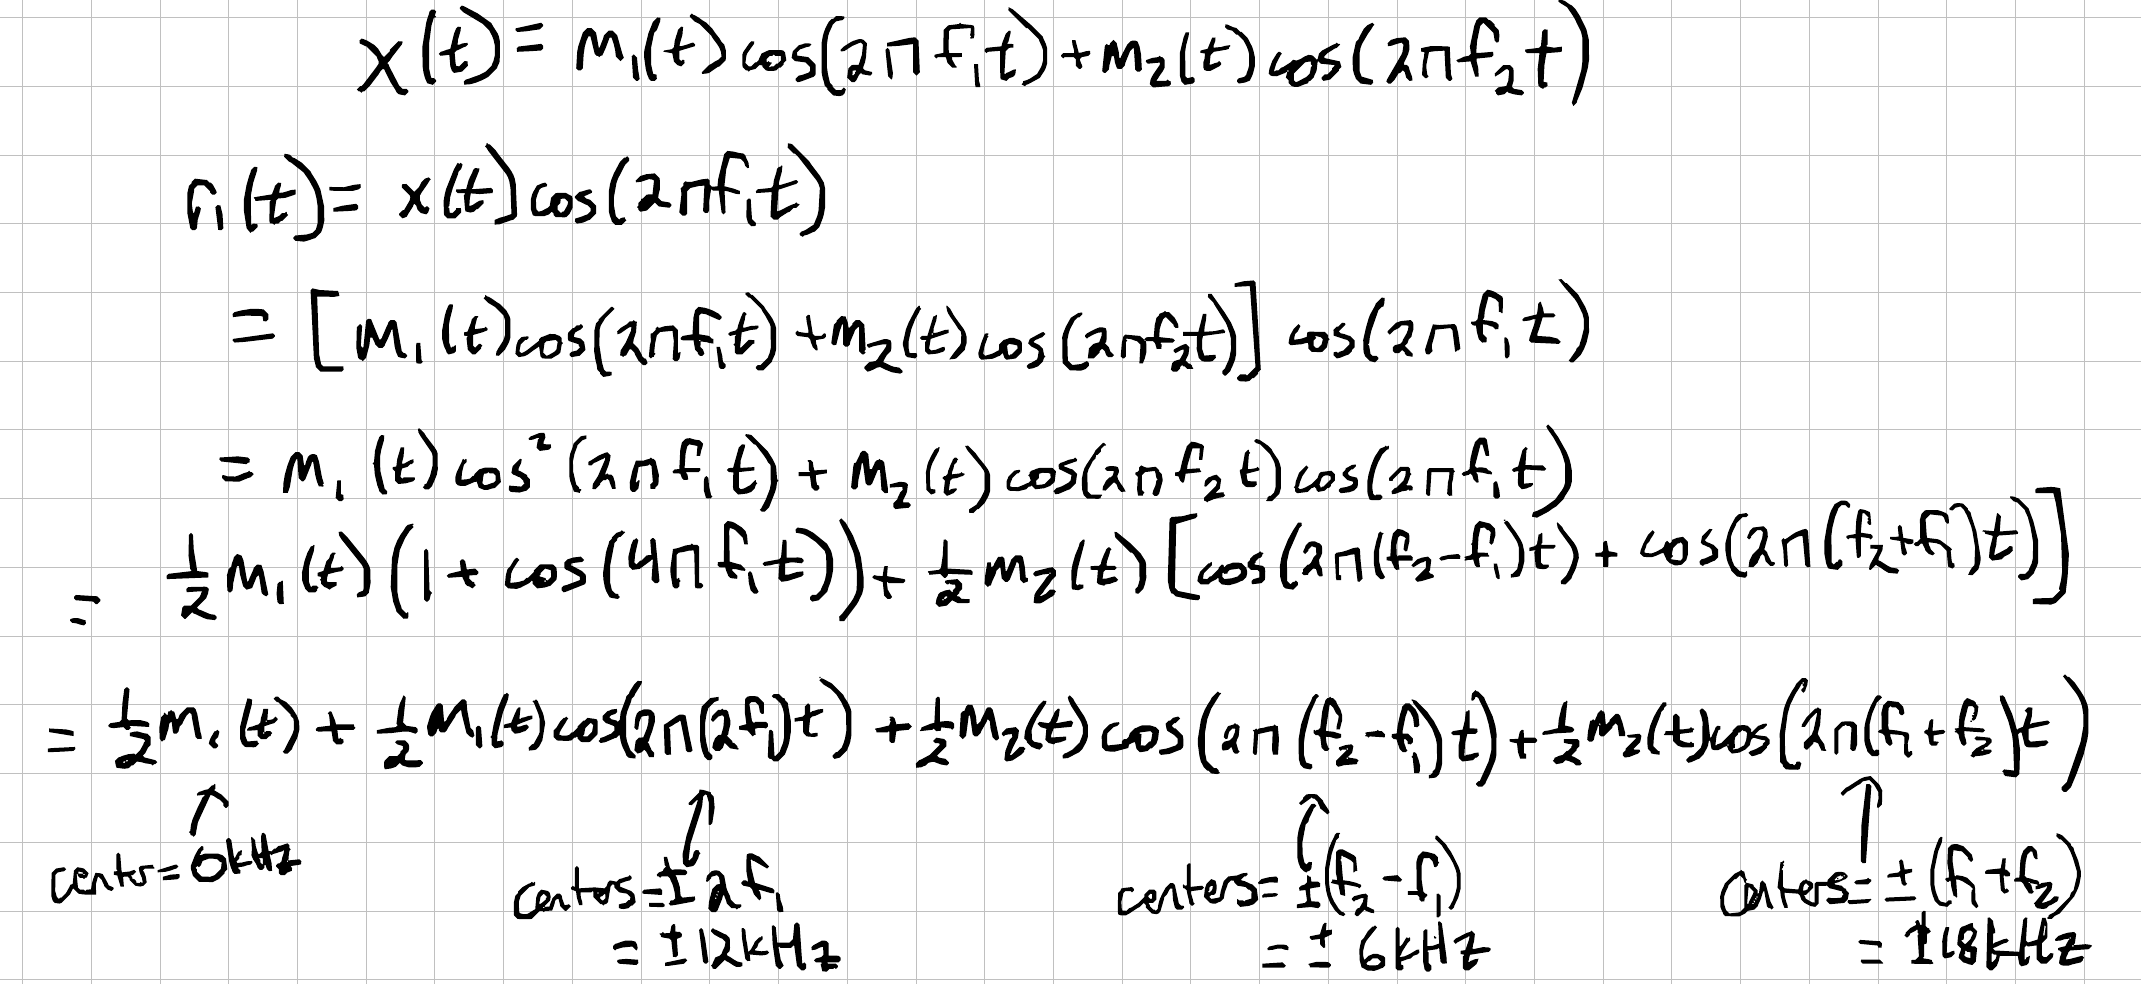 x(t) = m₁(t)cos(2πf₁t) + m₂(t)cos(2πf₂t)
r₁(t) = x(t)cos(2πf₁t)
= [m₁(t)cos(2πf₁t) + m₂(t)cos(2πf₂t)] cos(2πf₁t)
= m₁(t)cos²(2πf₁t) + m₂(t)cos(2πf₂t)cos(2πf₁t)
= ½m₁(t)(1 + cos(4πf₁t)) + ½m₂(t)[cos(2π(f₂-f₁)t) + cos(2π(f₂+f₁)t)]
= ½m₁(t) + ½m₁(t)cos(2π(2f₁)t) + ½m₂(t)cos(2π(f₂-f₁)t) + ½m₂(t)cos(2π(f₁+f₂)t)
center = 0kHz
centers = ±2f₁
= ±12kHz
centers = ±(f₂-f₁)
= ±6kHz
centers = ±(f₁+f₂)
= ±18kHz